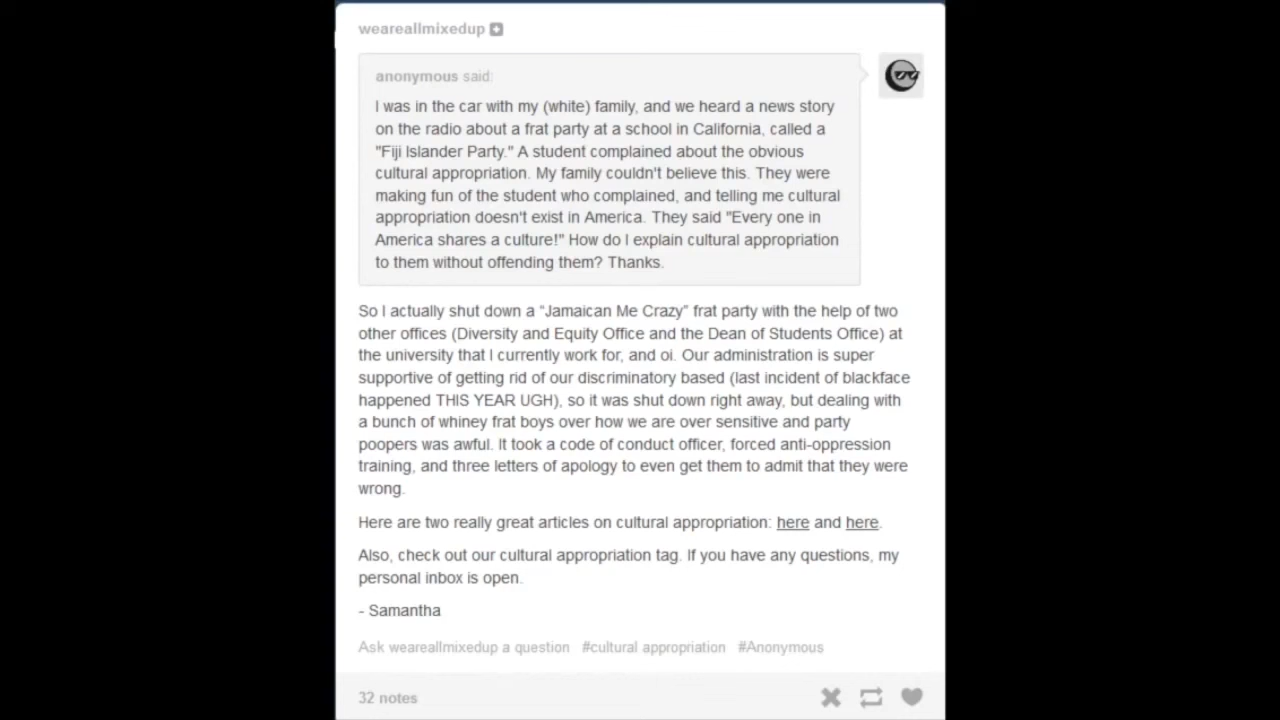 weareallmixedup
anonymous said:
I was in the car with my (white) family, and we heard a news story
on the radio about a frat party at a school in California, called a
"Fiji Islander Party." A student complained about the obvious
cultural appropriation. My family couldn't believe this. They were
making fun of the student who complained, and telling me cultural
appropriation doesn't exist in America. They said "Every one in
America shares a culture!" How do I explain cultural appropriation
to them without offending them? Thanks.
So I actually shut down a “Jamaican Me Crazy” frat party with the help of two
other offices (Diversity and Equity Office and the Dean of Students Office) at
the university that I currently work for, and oi. Our administration is super
supportive of getting rid of our discriminatory based (last incident of blackface
happened THIS YEAR UGH), so it was shut down right away, but dealing with
a bunch of whiney frat boys over how we are over sensitive and party
poopers was awful. It took a code of conduct officer, forced anti-oppression
training, and three letters of apology to even get them to admit that they were
wrong.
Here are two really great articles on cultural appropriation: here and here.
Also, check out our cultural appropriation tag. If you have any questions, my
personal inbox is open.
- Samantha
Ask weareallmixedup a question #cultural appropriation #Anonymous
32 notes